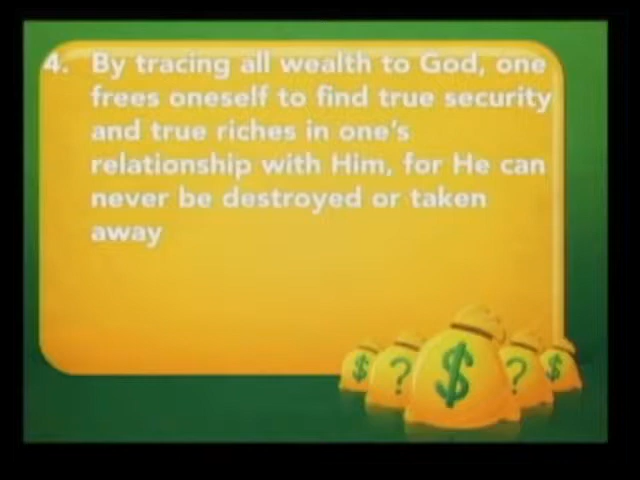 4. By tracing all wealth to God, one
frees oneself to find true security
and true riches in one's
relationship with Him, for He can
never be destroyed or taken
away
$ ? $ ? $